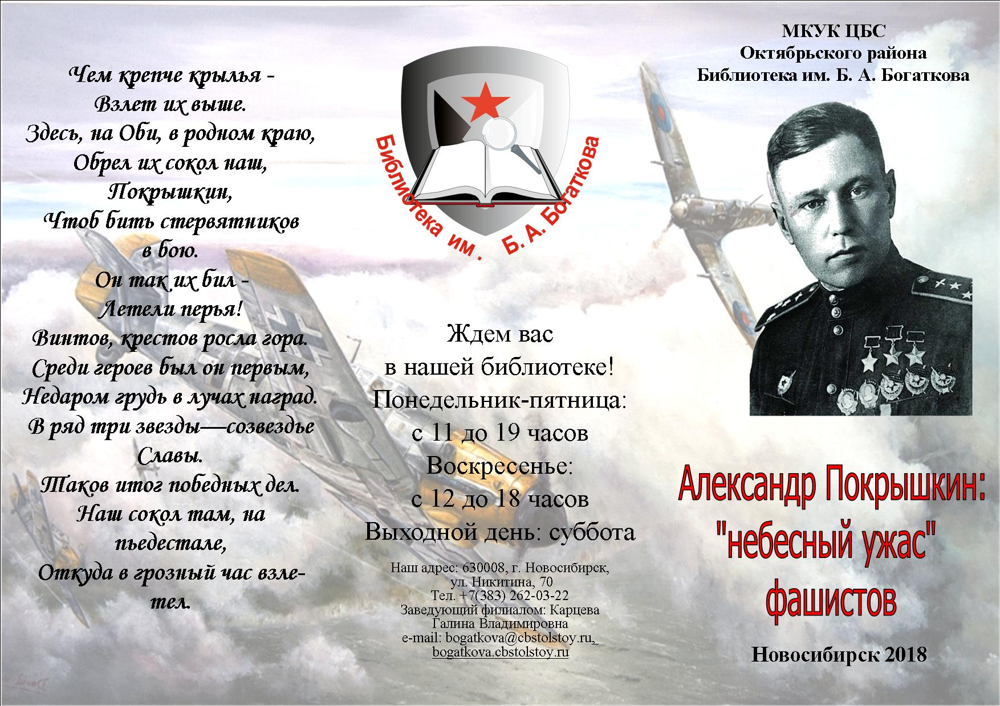 Чем крепче крылья -
Взлет их выше.
Здесь, на Оби, в родном краю,
Обрел их сокол наш,
Покрышкин,
Чтоб бить стервятников
в бою.
Он так их бил -
Летели перья!
Винтов, крестов росла гора.
Среди героев был он первым,
Недаром грудь в лучах наград.
В ряд три звезды—созвездье
Славы.
Таков итог победных дел.
Наш сокол там, на
пьедестале,
Откуда в грозный час взле-
тел.
Библиотека им. Б. А. Богаткова
Ждем вас
в нашей библиотеке!
Понедельник-пятница:
с 11 до 19 часов
Воскресенье:
с 12 до 18 часов
Выходной день: суббота
Наш адрес: 630008, г. Новосибирск,
ул. Никитина, 70
Тел. +7(383) 262-03-22
Заведующий филиалом: Карцева
Галина Владимировна
e-mail: bogatkova@cbstolstoy.ru,
bogatkova.cbstolstoy.ru
МКУК ЦБС
Октябрьского района
Библиотека им. Б. А. Богаткова
Александр Покрышкин:
"небесный ужас"
фашистов
Новосибирск 2018